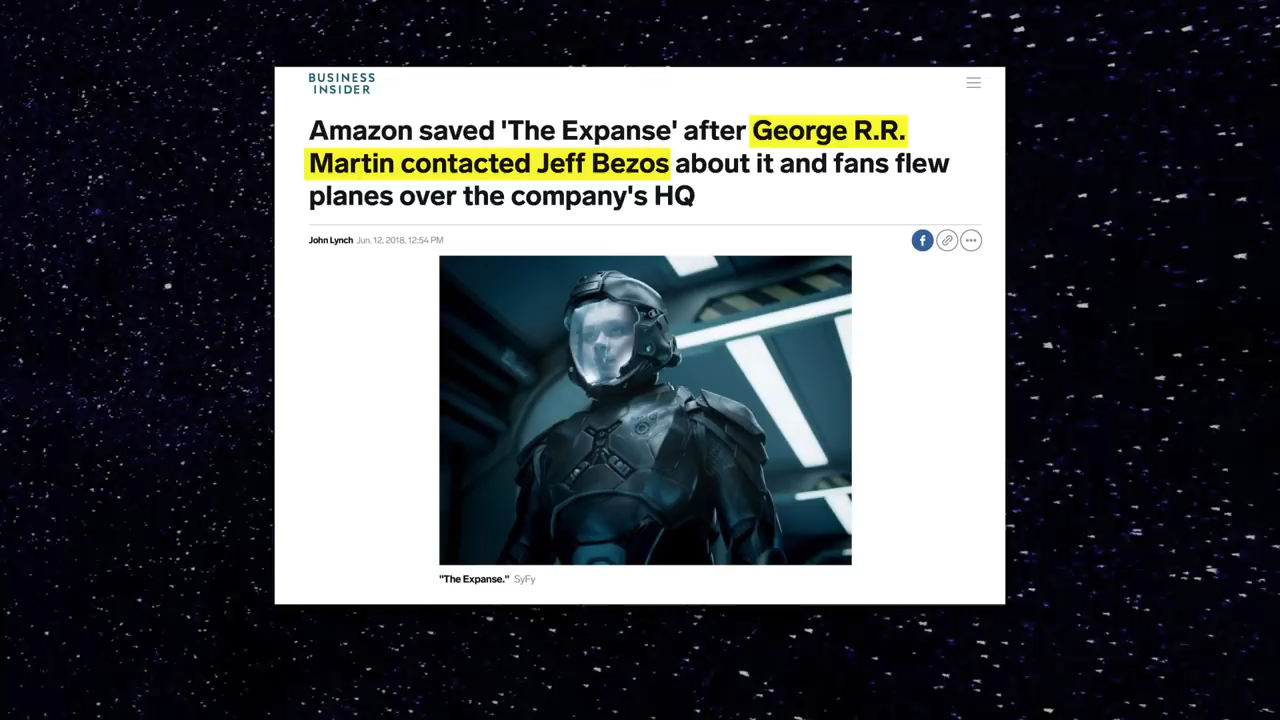 BUSINESS
INSIDER
Amazon saved 'The Expanse' after George R.R.
Martin contacted Jeff Bezos about it and fans flew
planes over the company's HQ
John Lynch Jun. 12, 2018, 12:54 PM
"The Expanse." SyFy